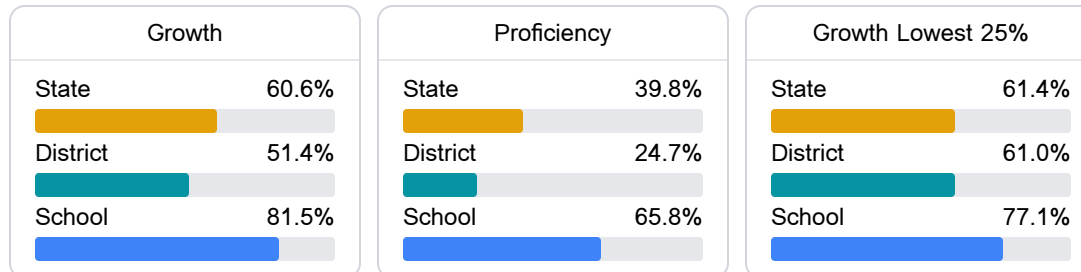 Growth
State 60.6%
District 51.4%
School 81.5%
Proficiency
State 39.8%
District 24.7%
School 65.8%
Growth Lowest 25%
State 61.4%
District 61.0%
School 77.1%